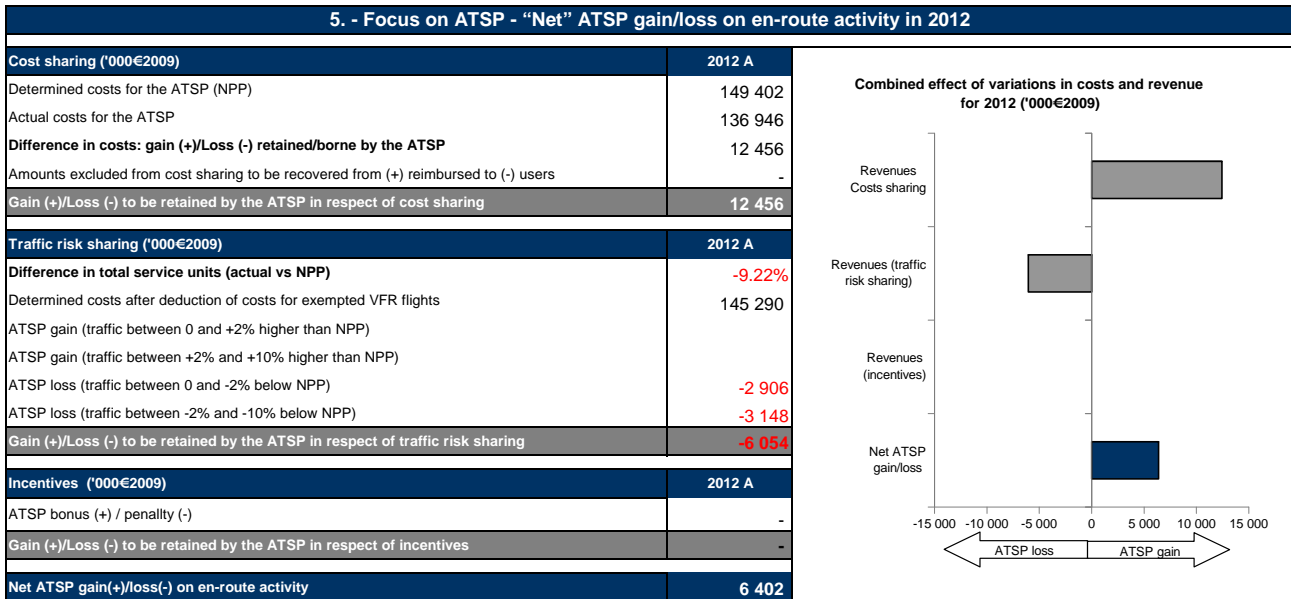 5. - Focus on ATSP - “Net” ATSP gain/loss on en-route activity in 2012
Cost sharing ('000€2009) 2012 A
Determined costs for the ATSP (NPP) 149 402
Actual costs for the ATSP 136 946
Difference in costs: gain (+)/Loss (-) retained/borne by the ATSP 12 456
Amounts excluded from cost sharing to be recovered from (+) reimbursed to (-) users -
Gain (+)/Loss (-) to be retained by the ATSP in respect of cost sharing 12 456
Traffic risk sharing ('000€2009) 2012 A
Difference in total service units (actual vs NPP) -9.22%
Determined costs after deduction of costs for exempted VFR flights 145 290
ATSP gain (traffic between 0 and +2% higher than NPP)
ATSP gain (traffic between +2% and +10% higher than NPP)
ATSP loss (traffic between 0 and -2% below NPP) -2 906
ATSP loss (traffic between -2% and -10% below NPP) -3 148
Gain (+)/Loss (-) to be retained by the ATSP in respect of traffic risk sharing -6 054
Incentives ('000€2009) 2012 A
ATSP bonus (+) / penallty (-) -
Gain (+)/Loss (-) to be retained by the ATSP in respect of incentives -
Net ATSP gain(+)/loss(-) on en-route activity 6 402
Combined effect of variations in costs and revenue
for 2012 ('000€2009)
Revenues
Costs sharing
Revenues (traffic
risk sharing)
Revenues
(incentives)
Net ATSP
gain/loss
-15 000 -10 000 -5 000 0 5 000 10 000 15 000
ATSP loss ATSP gain